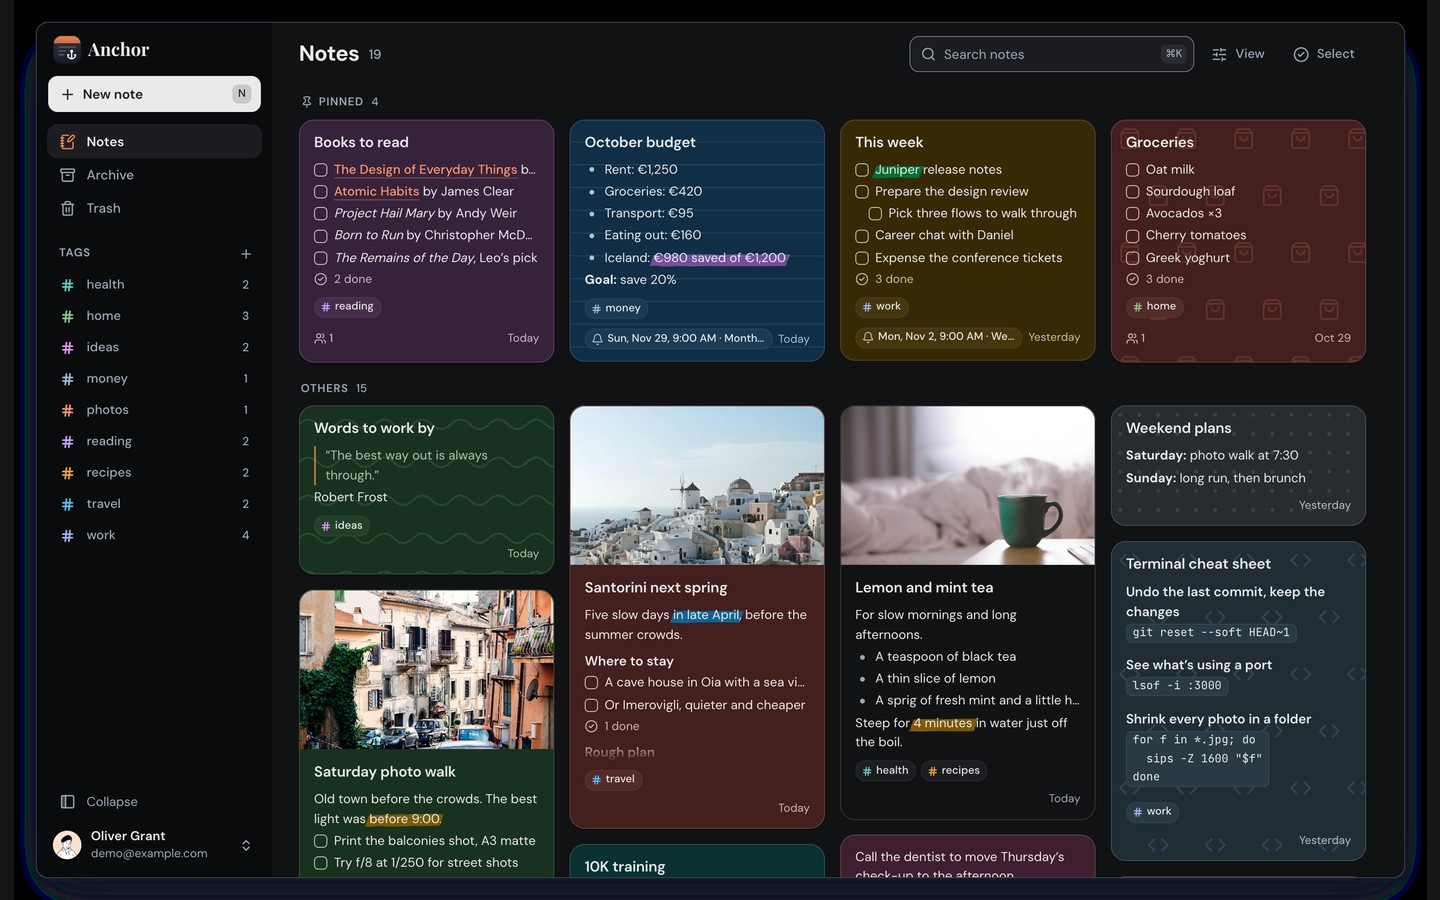 Anchor
New note
N
Notes
Archive
Trash
TAGS
# health 2
# home 3
# ideas 2
# money 1
# photos 1
# reading 2
# recipes 2
# travel 2
# work 4
Collapse
Oliver Grant
demo@example.com
Notes 19
Search notes
⌘K
View
Select
PINNED 4
Books to read
The Design of Everyday Things b...
Atomic Habits by James Clear
Project Hail Mary by Andy Weir
Born to Run by Christopher McD...
The Remains of the Day, Leo’s pick
2 done
# reading
1
Today
October budget
• Rent: €1,250
• Groceries: €420
• Transport: €95
• Eating out: €160
• Iceland: €980 saved of €1,200
Goal: save 20%
# money
Sun, Nov 29, 9:00 AM · Month...
Today
This week
Juniper release notes
Prepare the design review
Pick three flows to walk through
Career chat with Daniel
Expense the conference tickets
3 done
# work
Mon, Nov 2, 9:00 AM · We...
Yesterday
Groceries
Oat milk
Sourdough loaf
Avocados ×3
Cherry tomatoes
Greek yoghurt
3 done
# home
1
Oct 29
OTHERS 15
Words to work by
“The best way out is always
through.”
Robert Frost
# ideas
Today
Saturday photo walk
Old town before the crowds. The best
light was before 9:00.
Print the balconies shot, A3 matte
Try f/8 at 1/250 for street shots
Santorini next spring
Five slow days in late April, before the
summer crowds.
Where to stay
A cave house in Oia with a sea vi...
Or Imerovigli, quieter and cheaper
1 done
Rough plan
# travel
Today
10K training
Lemon and mint tea
For slow mornings and long
afternoons.
• A teaspoon of black tea
• A thin slice of lemon
• A sprig of fresh mint and a little h...
Steep for 4 minutes in water just off
the boil.
# health # recipes
Today
Call the dentist to move Thursday’s
check-up to the afternoon
Weekend plans
Saturday: photo walk at 7:30
Sunday: long run, then brunch
Yesterday
Terminal cheat sheet
Undo the last commit, keep the
changes
git reset --soft HEAD~1
See what’s using a port
lsof -i :3000
Shrink every photo in a folder
for f in *.jpg; do
  sips -Z 1600 "$f"
done
# work
Yesterday